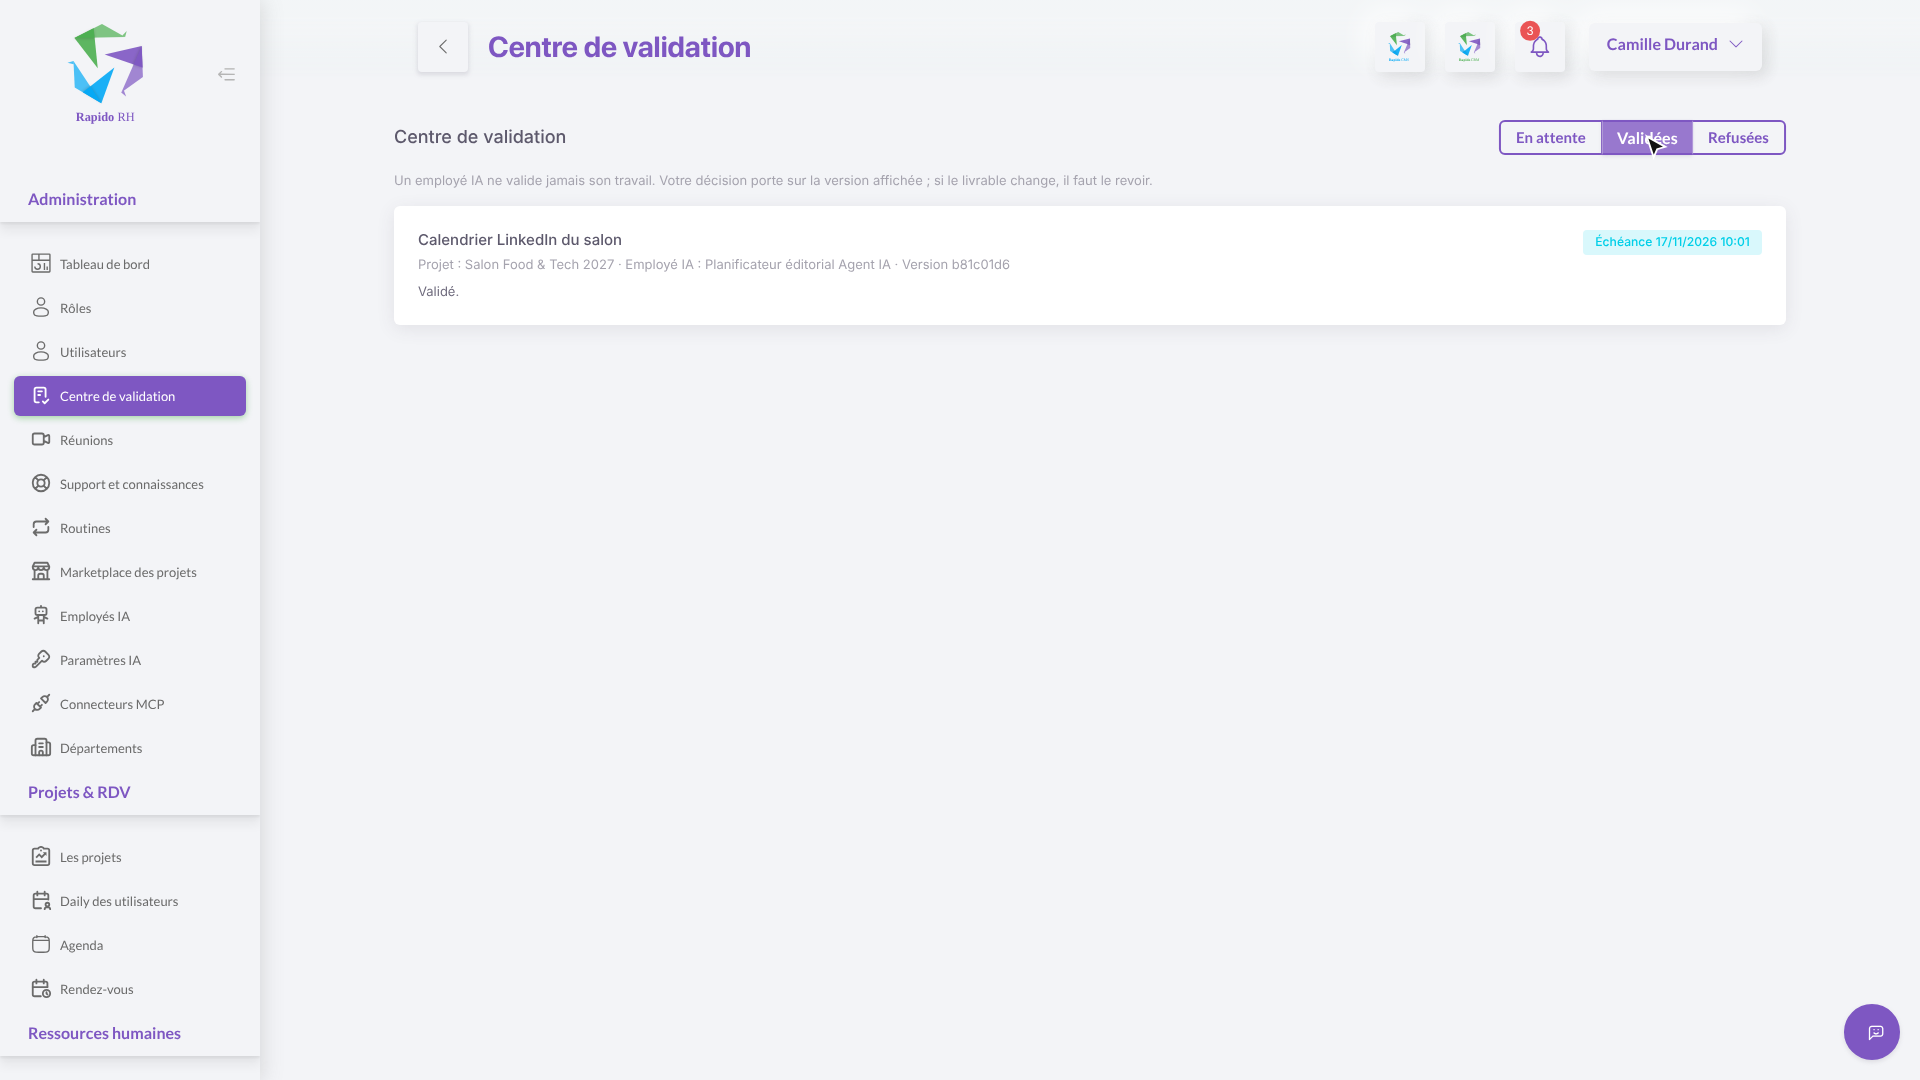 Rapido RH
Administration
Tableau de bord
Rôles
Utilisateurs
Centre de validation
Réunions
Support et connaissances
Routines
Marketplace des projets
Employés IA
Paramètres IA
Connecteurs MCP
Départements
Projets & RDV
Les projets
Daily des utilisateurs
Agenda
Rendez-vous
Ressources humaines
Centre de validation
3
Camille Durand
Centre de validation
En attente
Validées
Refusées
Un employé IA ne valide jamais son travail. Votre décision porte sur la version affichée ; si le livrable change, il faut le revoir.
Calendrier LinkedIn du salon
Échéance 17/11/2026 10:01
Projet : Salon Food & Tech 2027 · Employé IA : Planificateur éditorial Agent IA · Version b81c01d6
Validé.